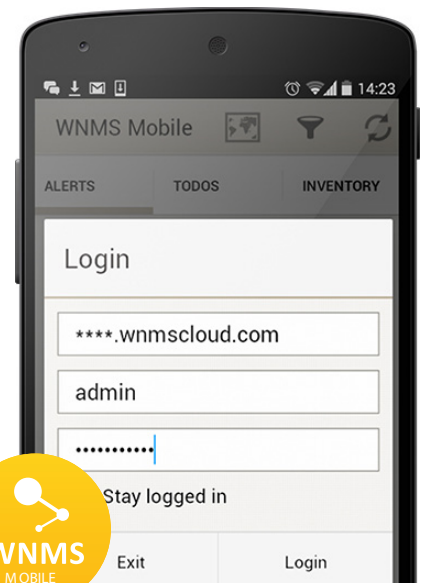 14:23
WNMS Mobile
ALERTS TODOS INVENTORY
Login
****.wnmscloud.com
admin
•••••••••••
Stay logged in
Exit Login
WNMS
MOBILE